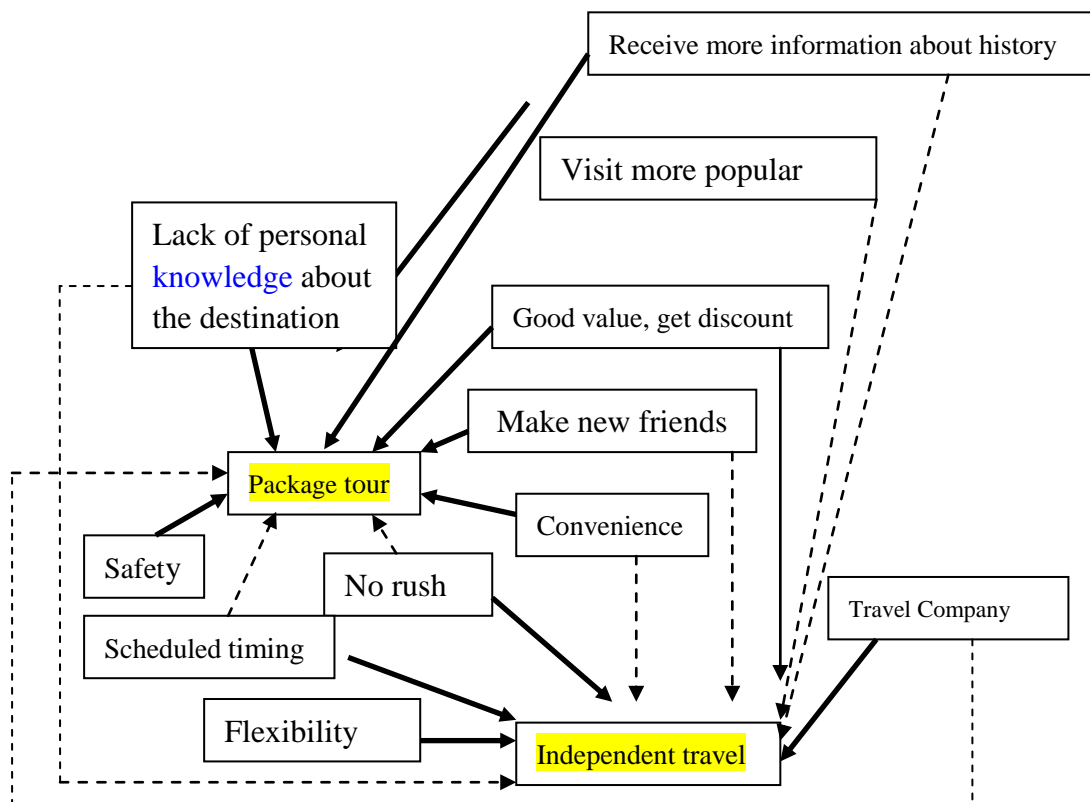 Receive more information about history
Visit more popular
Lack of personal
knowledge about
the destination
Good value, get discount
Make new friends
Package tour
Convenience
Safety
No rush
Travel Company
Scheduled timing
Flexibility
Independent travel